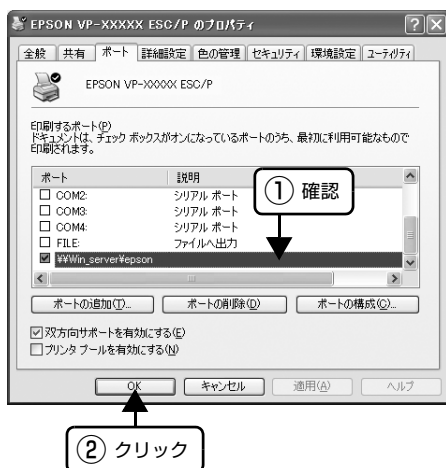 EPSON VP-XXXXX ESC/P のプロパティ
全般 共有 ポート 詳細設定 色の管理 セキュリティ 環境設定 ユーティリティ
EPSON VP-XXXXX ESC/P
印刷するポート(P)
ドキュメントは、チェック ボックスがオンになっているポートのうち、最初に利用可能なもので
印刷されます。
ポート 説明
COM2: シリアル ポート
COM3: シリアル ポート
COM4: シリアル ポート
FILE: ファイルへ出力
¥¥Win_server¥epson
① 確認
ポートの追加(T)... ポートの削除(D) ポートの構成(C)...
双方向サポートを有効にする(E)
プリンタ プールを有効にする(N)
OK キャンセル 適用(A) ヘルプ
② クリック